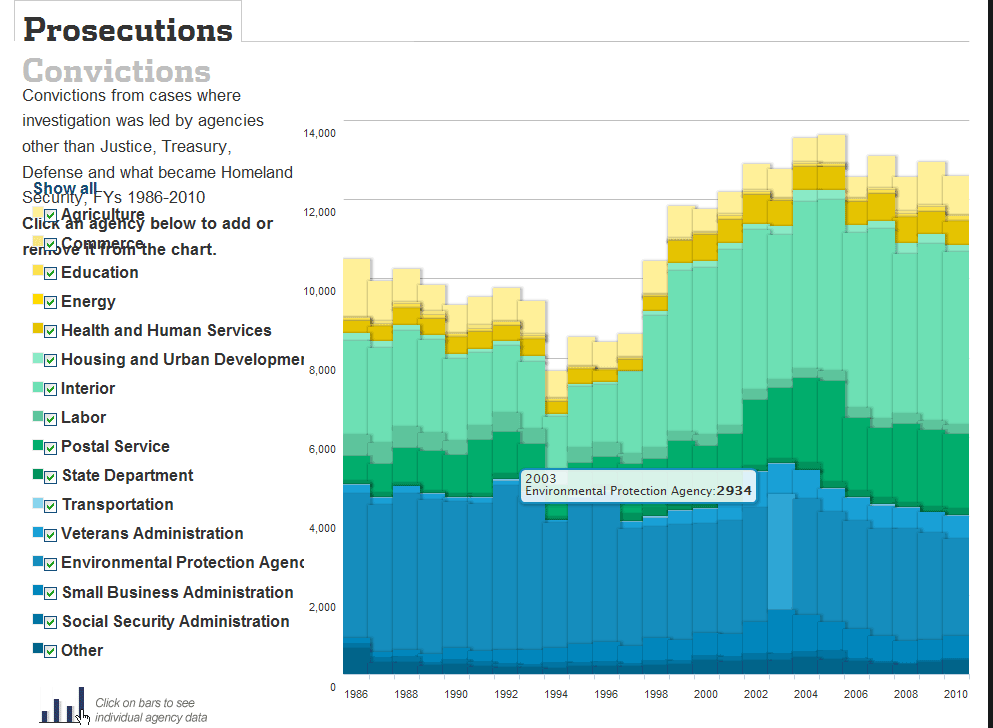 Prosecutions
Convictions
Convictions from cases where
investigation was led by agencies
other than Justice, Treasury,
Defense and what became Homeland
Security, FYs 1986-2010
Show all
Click an agency below to add or
remove it from the chart.
Agriculture
Commerce
Education
Energy
Health and Human Services
Housing and Urban Developmen
Interior
Labor
Postal Service
State Department
Transportation
Veterans Administration
Environmental Protection Agenc
Small Business Administration
Social Security Administration
Other
Click on bars to see
individual agency data
14,000
12,000
10,000
8,000
6,000
4,000
2,000
0
2003
Environmental Protection Agency:2934
1986 1988 1990 1992 1994 1996 1998 2000 2002 2004 2006 2008 2010